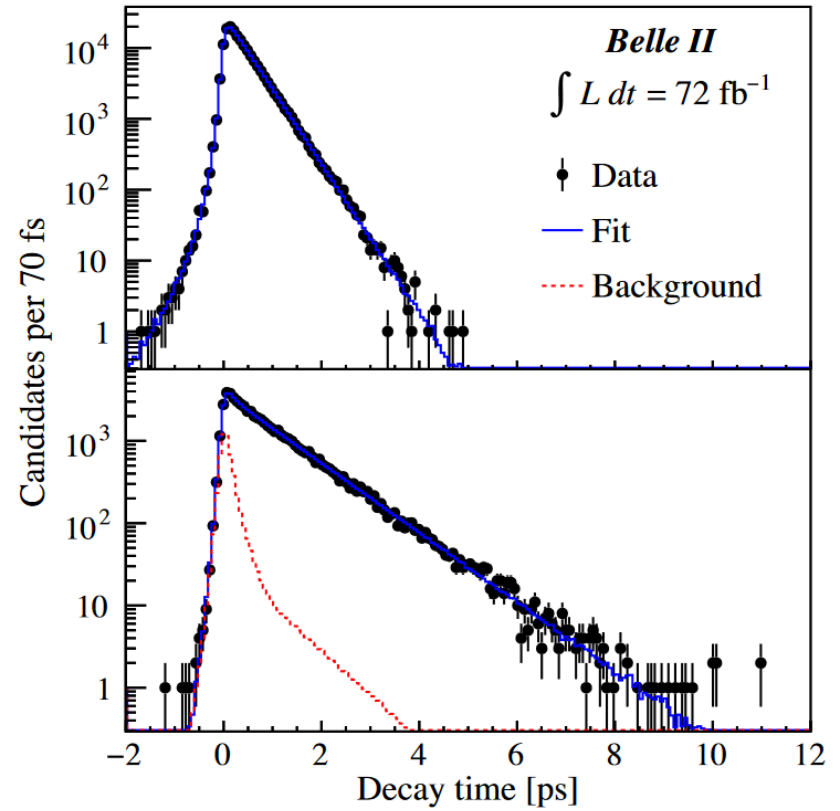 Belle II
∫ L dt = 72 fb⁻¹
Data
Fit
Background
Candidates per 70 fs
10⁴
10³
10²
10
1
10³
10²
10
1
−2 0 2 4 6 8 10 12
Decay time [ps]